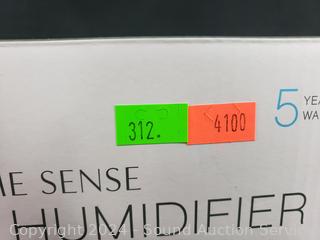 5 YEA
WA
312.
4100
ME SENSE
HUMIDIFIER
Copyright 2024 - Sound Auction Service